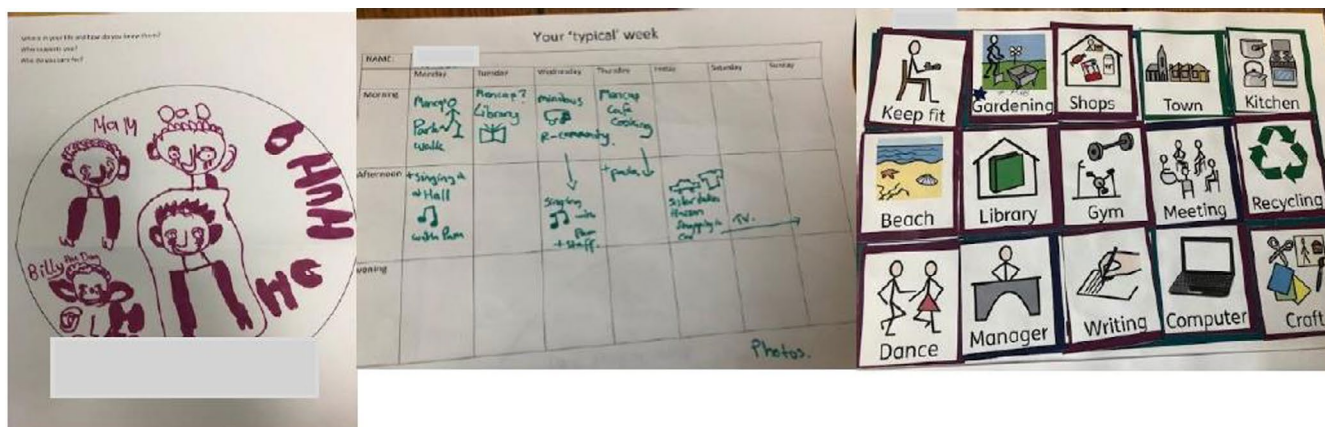 Who is in your life and how do you know them?
Who supports you?
Who do you care for?
MaM
DaD
Billy
Me
Your 'typical' week
NAME:
Monday
Tuesday
Wednesday
Thursday
Friday
Saturday
Sunday
Morning
Park
walk
Mencap?
Library
minibus
Mencap
Cafe
Cooking
Afternoon
+ singing
Hall
with Pam
Singing
+ staff
T.V.
Photos.
Keep fit
Gardening
Shops
Town
Kitchen
Beach
Library
Gym
Meeting
Recycling
Dance
Manager
Writing
Computer
Craft